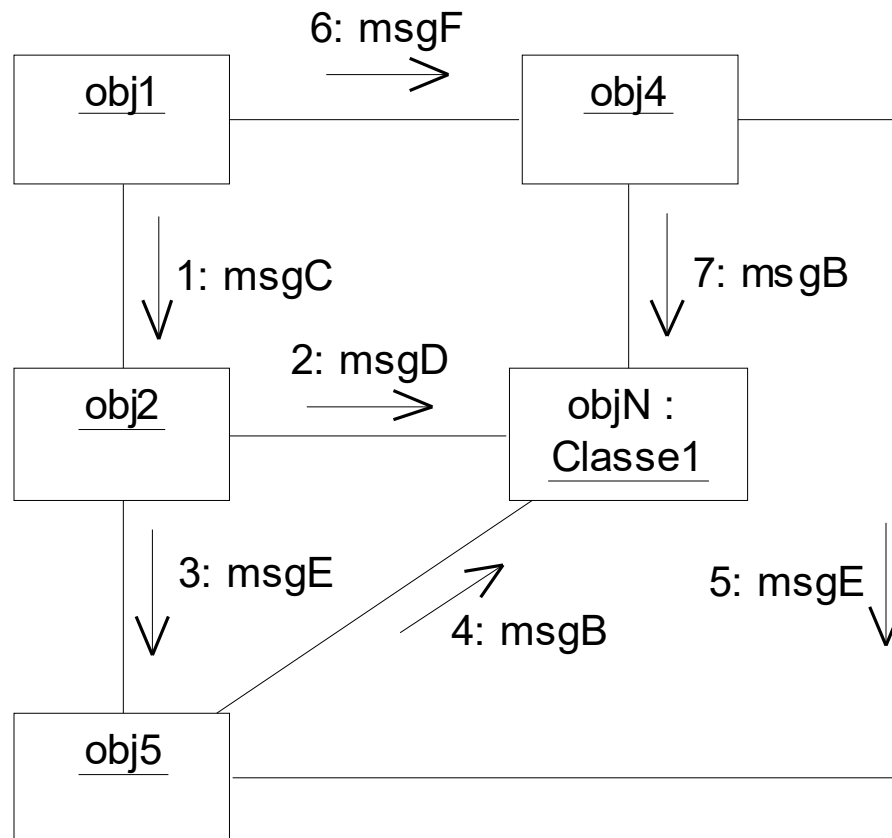 6: msgF
obj1
obj4
1: msgC
7: msgB
2: msgD
obj2
objN :
Classe1
3: msgE
4: msgB
5: msgE
obj5